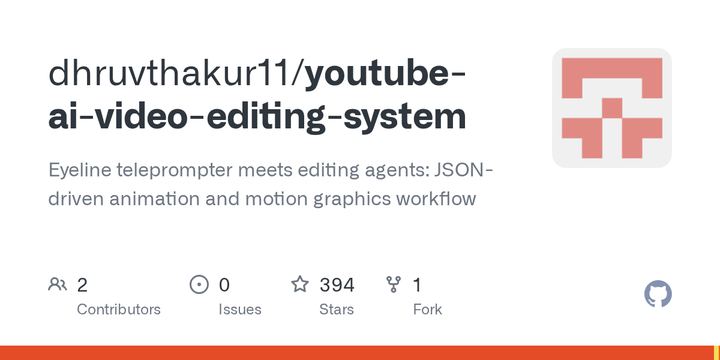 dhruvthakur11/youtube-
ai-video-editing-system
Eyeline teleprompter meets editing agents: JSON-
driven animation and motion graphics workflow
2
Contributors
0
Issues
394
Stars
1
Fork